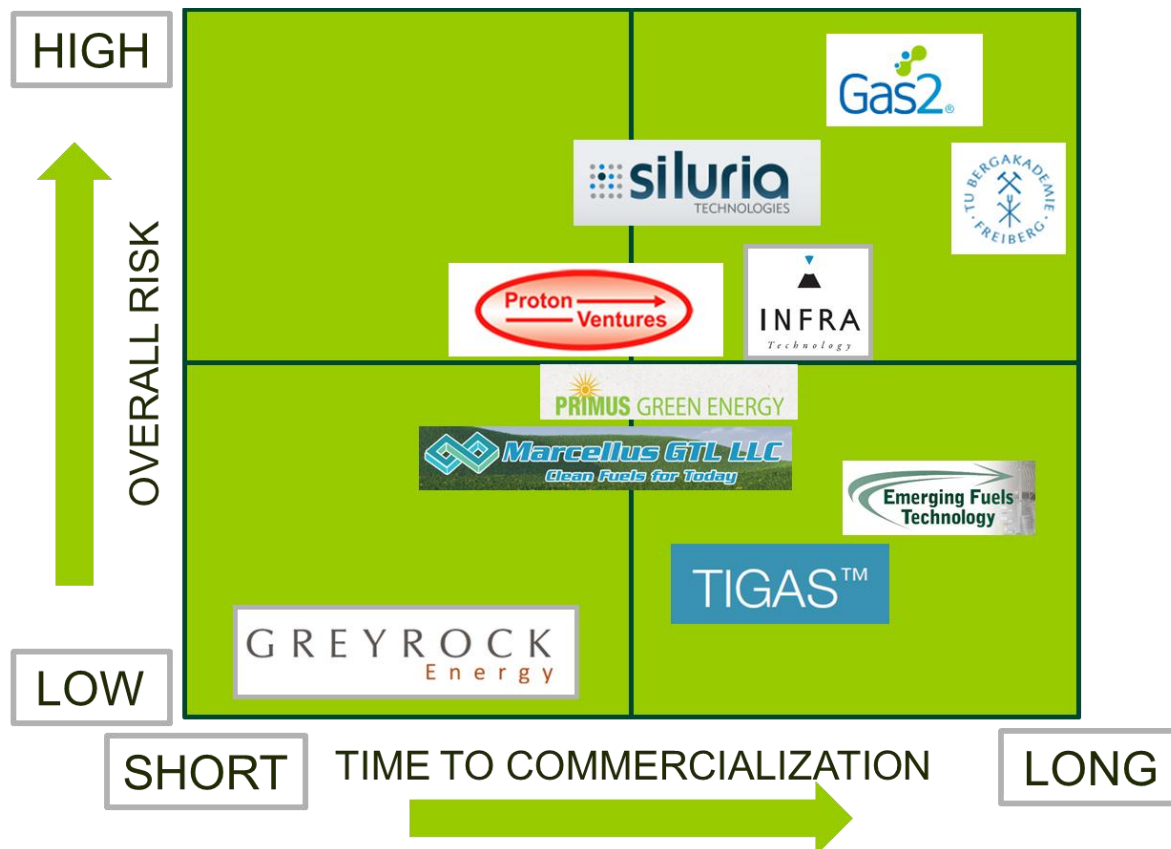 HIGH
Gas2®
siluria
TECHNOLOGIES
TU BERGAKADEMIE
· FREIBERG ·
OVERALL RISK
Proton
Ventures
INFRA
Technology
PRIMUS GREEN ENERGY
Marcellus GTL LLC
Clean Fuels for Today
Emerging Fuels
Technology
TIGAS™
GREYROCK
Energy
LOW
SHORT
TIME TO COMMERCIALIZATION
LONG